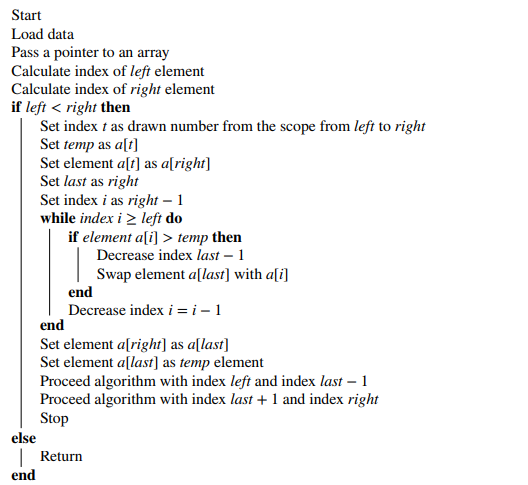 Start
Load data
Pass a pointer to an array
Calculate index of left element
Calculate index of right element
if left < right then
Set index t as drawn number from the scope from left to right
Set temp as a[t]
Set element a[t] as a[right]
Set last as right
Set index i as right − 1
while index i ≥ left do
if element a[i] > temp then
Decrease index last − 1
Swap element a[last] with a[i]
end
Decrease index i = i − 1
end
Set element a[right] as a[last]
Set element a[last] as temp element
Proceed algorithm with index left and index last − 1
Proceed algorithm with index last + 1 and index right
Stop
else
Return
end